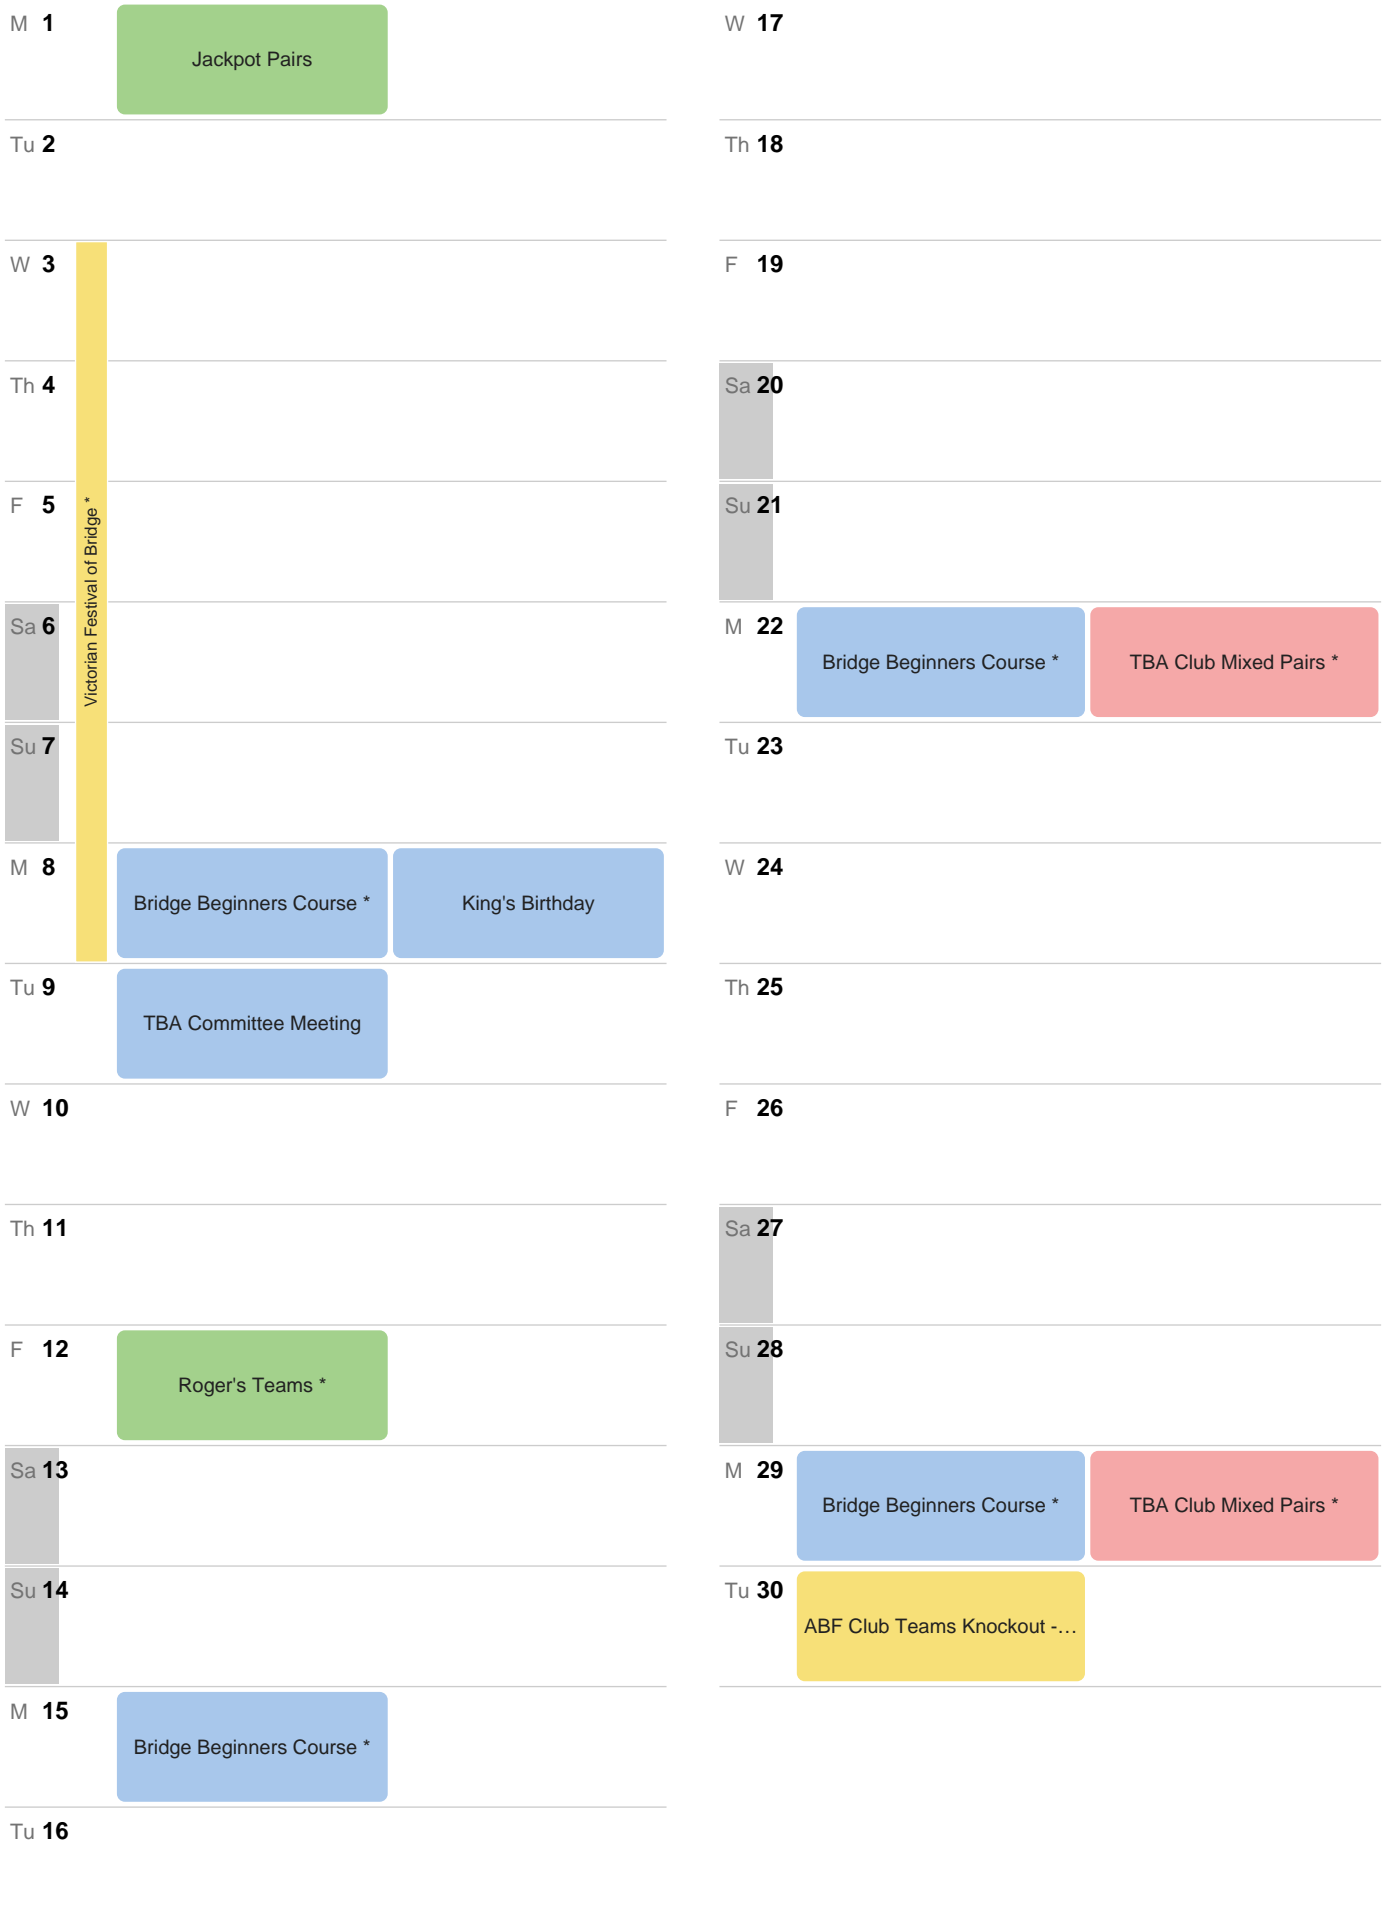 M 1
Jackpot Pairs
Tu 2
W 3
Th 4
F 5
Victorian Festival of Bridge *
Sa 6
Su 7
M 8
Bridge Beginners Course *
King's Birthday
Tu 9
TBA Committee Meeting
W 10
Th 11
F 12
Roger's Teams *
Sa 13
Su 14
M 15
Bridge Beginners Course *
Tu 16
W 17
Th 18
F 19
Sa 20
Su 21
M 22
Bridge Beginners Course *
TBA Club Mixed Pairs *
Tu 23
W 24
Th 25
F 26
Sa 27
Su 28
M 29
Bridge Beginners Course *
TBA Club Mixed Pairs *
Tu 30
ABF Club Teams Knockout -…